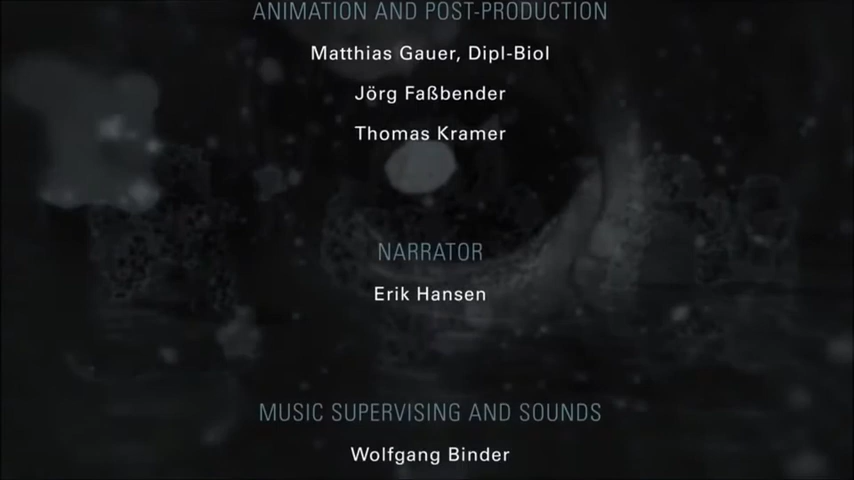 ANIMATION AND POST-PRODUCTION
Matthias Gauer, Dipl-Biol
Jörg Faßbender
Thomas Kramer
NARRATOR
Erik Hansen
MUSIC SUPERVISING AND SOUNDS
Wolfgang Binder